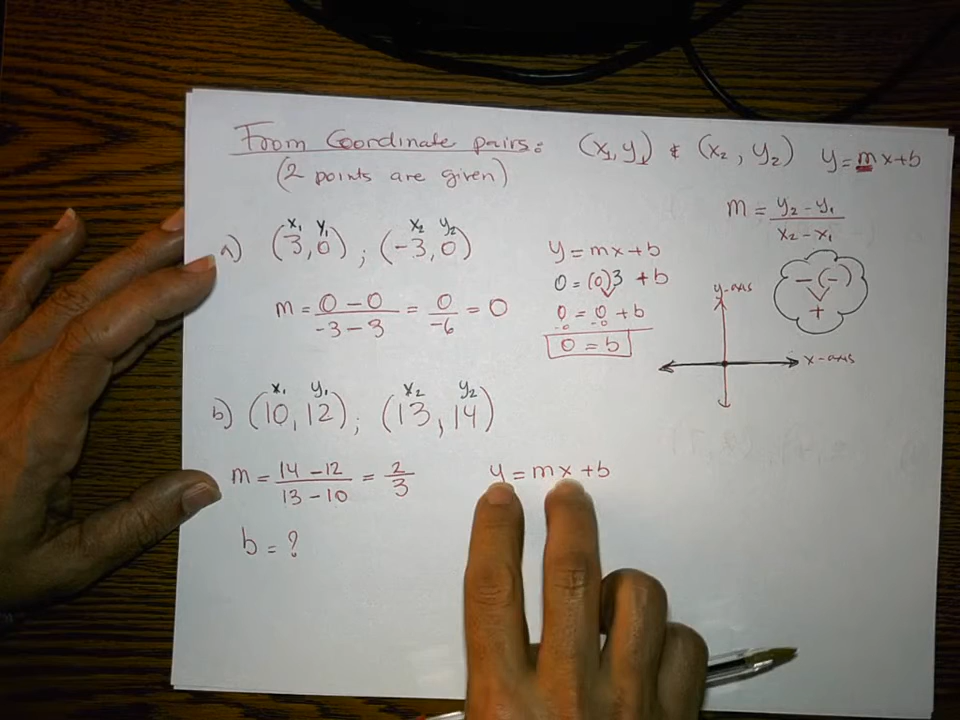 From Coordinate pairs: (x₁, y₁) & (x₂, y₂) y = mx + b
(2 points are given)
m = (y₂ - y₁)/(x₂ - x₁)
x₁ y₁ x₂ y₂
a) (3, 0) ; (-3, 0)
m = (0 - 0)/(-3 - 3) = 0/-6 = 0
y = mx + b
0 = (0)3 + b
0 = 0 + b
-0 -0
0 = b
- (-)
+
y-axis
x-axis
x₁ y₁ x₂ y₂
b) (10, 12) ; (13, 14)
m = (14 - 12)/(13 - 10) = 2/3
y = mx + b
b = ?